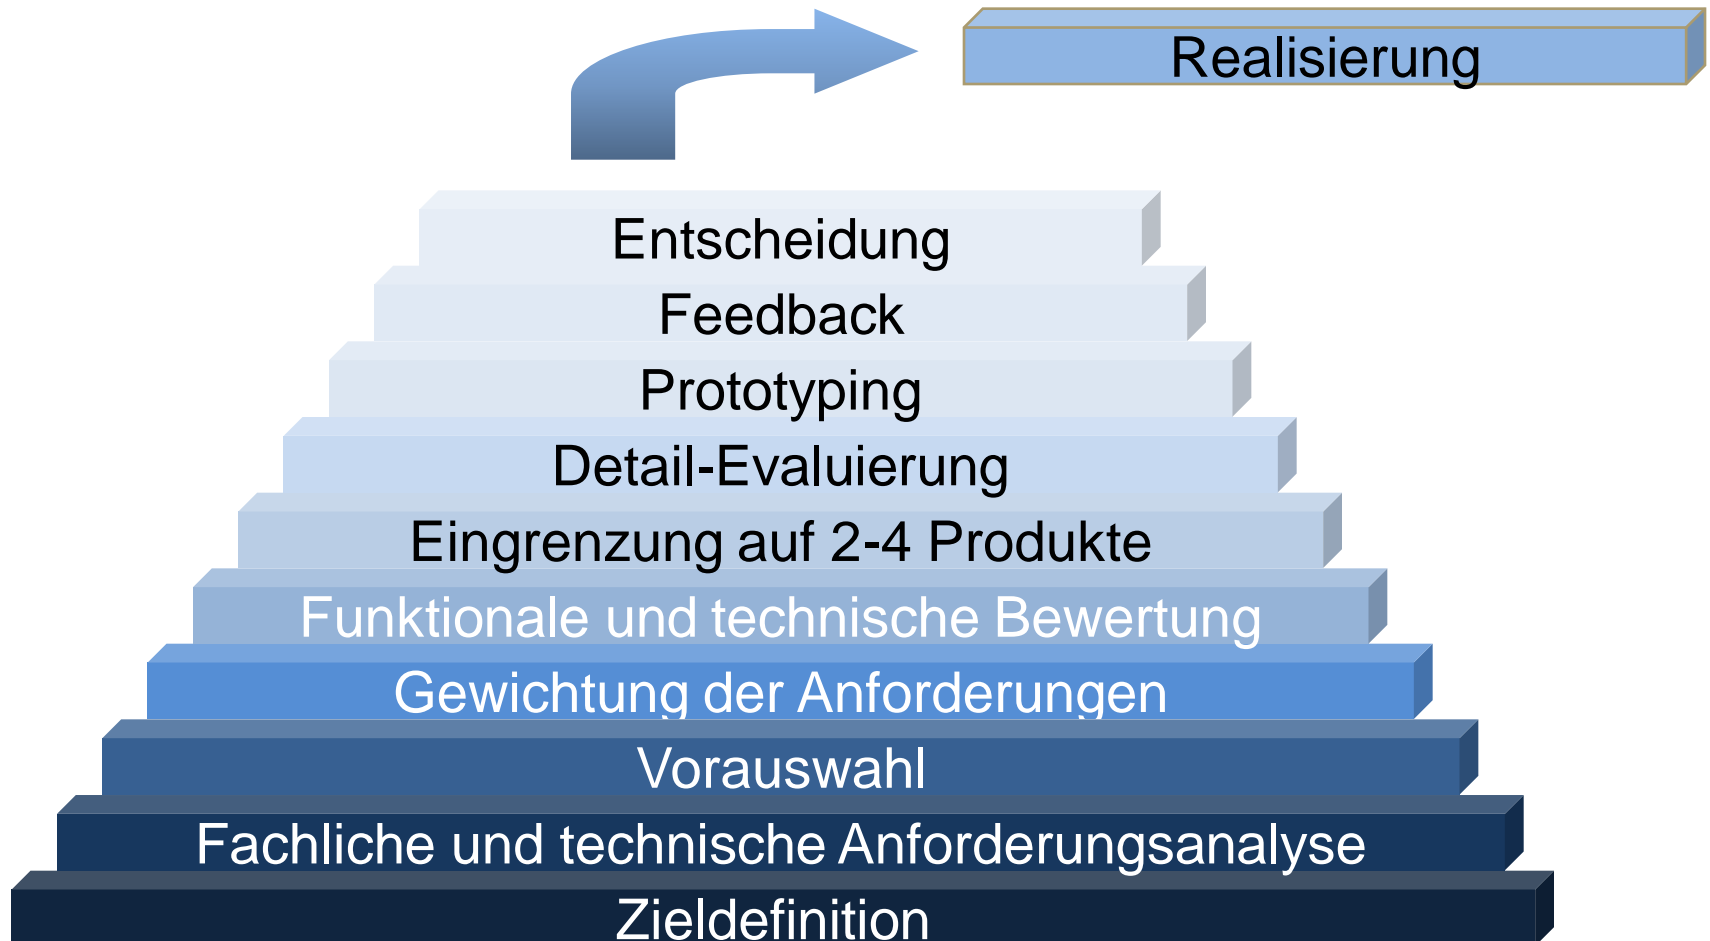 Realisierung
Entscheidung
Feedback
Prototyping
Detail-Evaluierung
Eingrenzung auf 2-4 Produkte
Funktionale und technische Bewertung
Gewichtung der Anforderungen
Vorauswahl
Fachliche und technische Anforderungsanalyse
Zieldefinition